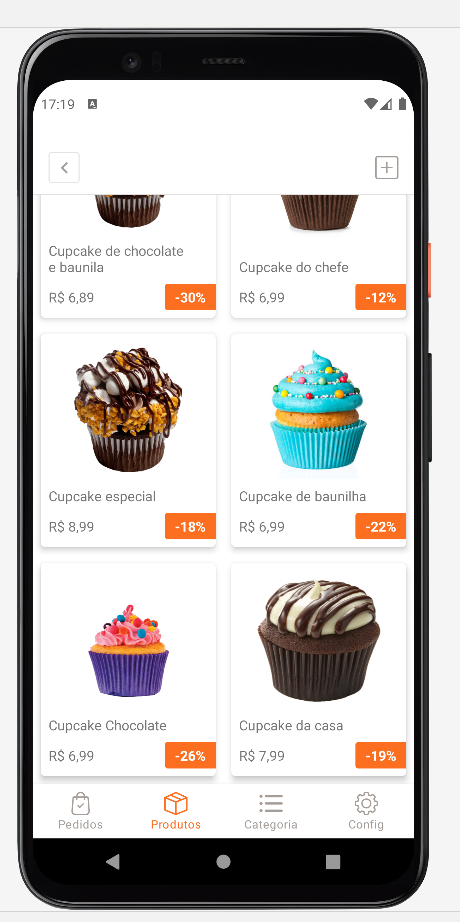 17:19 A
Cupcake de chocolate
e baunila
Cupcake do chefe
R$ 6,89 -30%
R$ 6,99 -12%
Cupcake especial
Cupcake de baunilha
R$ 8,99 -18%
R$ 6,99 -22%
Cupcake Chocolate
Cupcake da casa
R$ 6,99 -26%
R$ 7,99 -19%
Pedidos Produtos Categoria Config